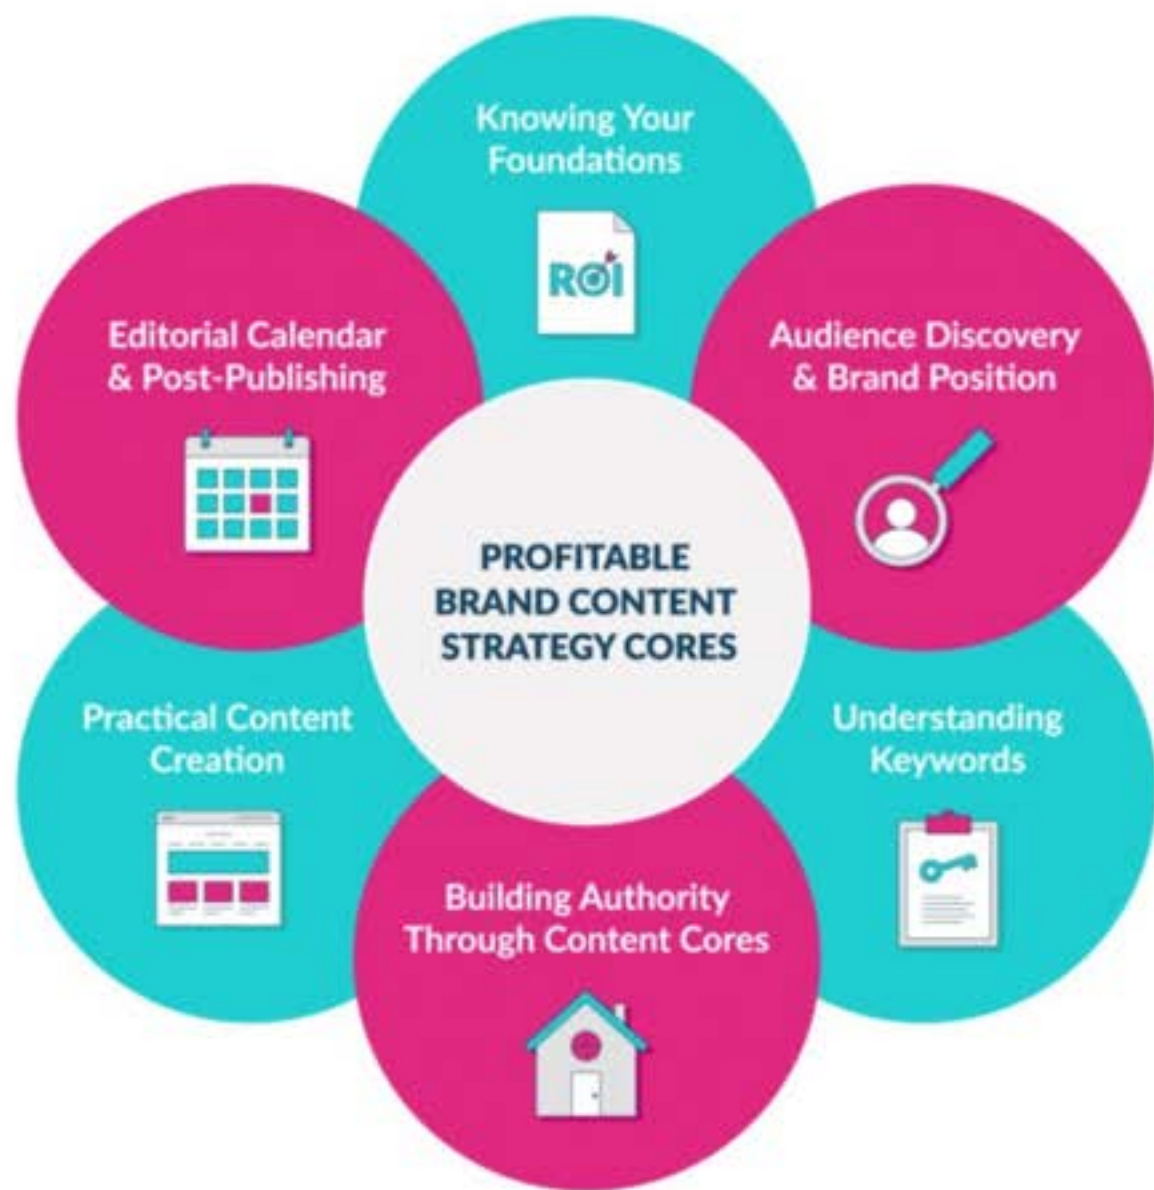 Knowing Your
Foundations
ROI
Audience Discovery
& Brand Position
Understanding
Keywords
Building Authority
Through Content Cores
Practical Content
Creation
Editorial Calendar
& Post-Publishing
PROFITABLE
BRAND CONTENT
STRATEGY CORES